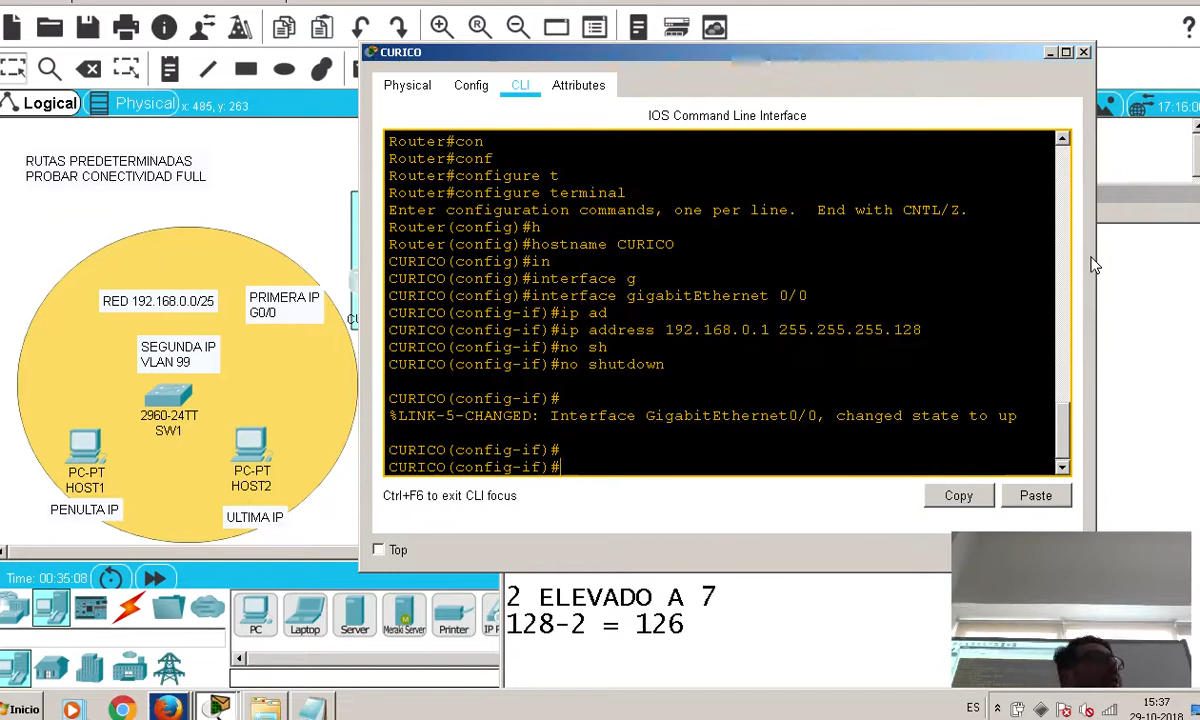 CURICO
Physical
Config
CLI
Attributes
Logical
Physical
x: 485, y: 263
17:16:0
IOS Command Line Interface
RUTAS PREDETERMINADAS
PROBAR CONECTIVIDAD FULL
RED 192.168.0.0/25
PRIMERA IP
G0/0
SEGUNDA IP
VLAN 99
2960-24TT
SW1
PC-PT
HOST1
PC-PT
HOST2
PENULTA IP
ULTIMA IP
Router#con
Router#conf
Router#configure t
Router#configure terminal
Enter configuration commands, one per line.  End with CNTL/Z.
Router(config)#h
Router(config)#hostname CURICO
CURICO(config)#in
CURICO(config)#interface g
CURICO(config)#interface gigabitEthernet 0/0
CURICO(config-if)#ip ad
CURICO(config-if)#ip address 192.168.0.1 255.255.255.128
CURICO(config-if)#no sh
CURICO(config-if)#no shutdown
CURICO(config-if)#
%LINK-5-CHANGED: Interface GigabitEthernet0/0, changed state to up
CURICO(config-if)#
CURICO(config-if)#
Ctrl+F6 to exit CLI focus
Copy
Paste
Top
Time: 00:35:08
PC
Laptop
Server
Meraki Server
Printer
IP P
2 ELEVADO A 7
128-2 = 126
Inicio
ES
15:37
29-10-2018